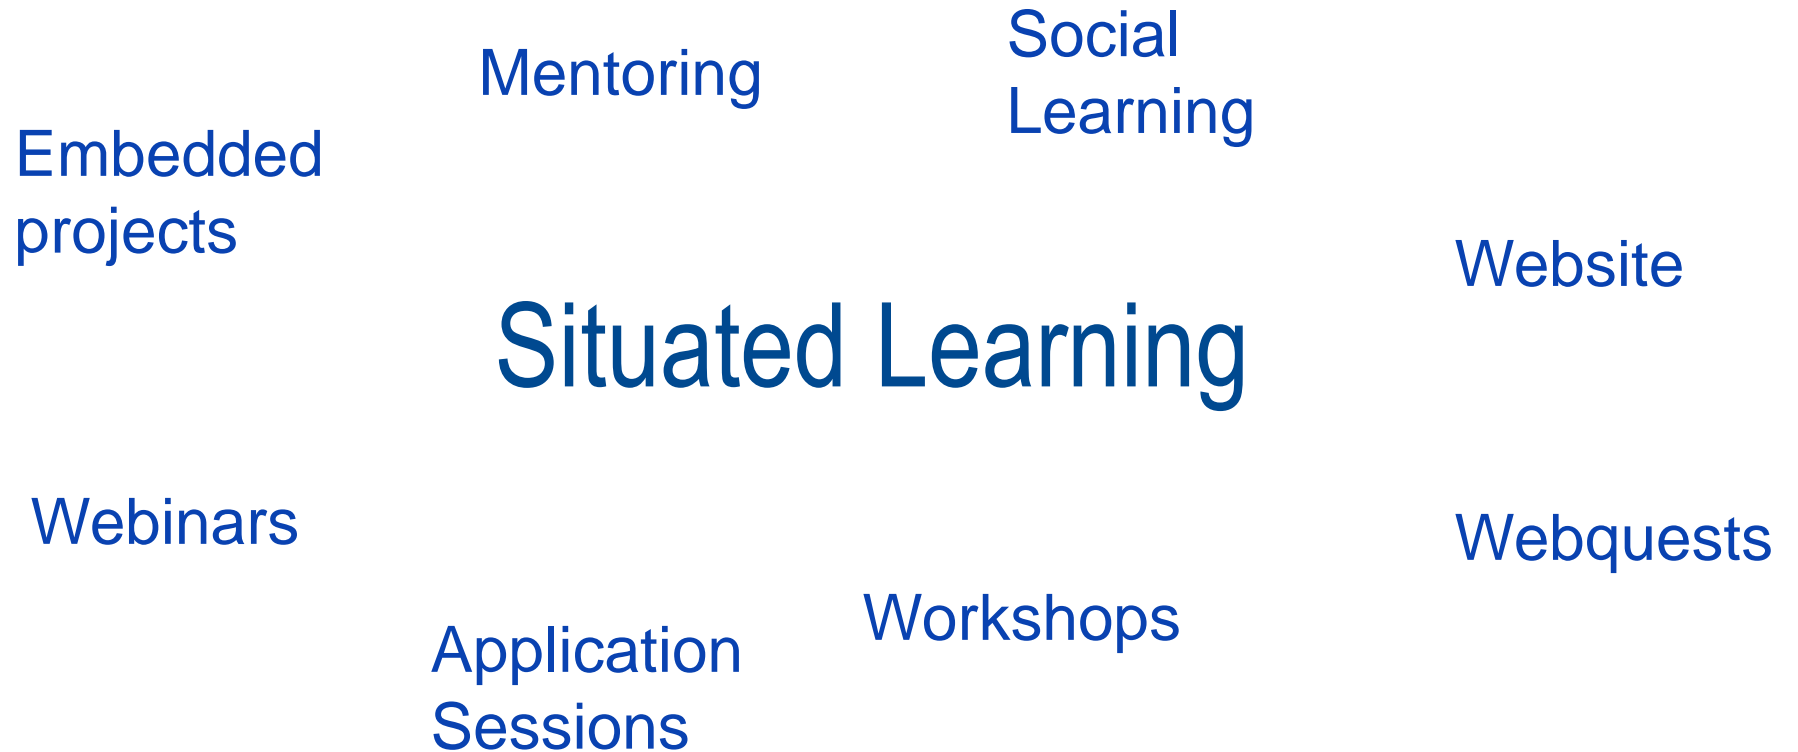 Social
Learning
Mentoring
Embedded
projects
Website
Situated Learning
Webinars
Webquests
Workshops
Application
Sessions